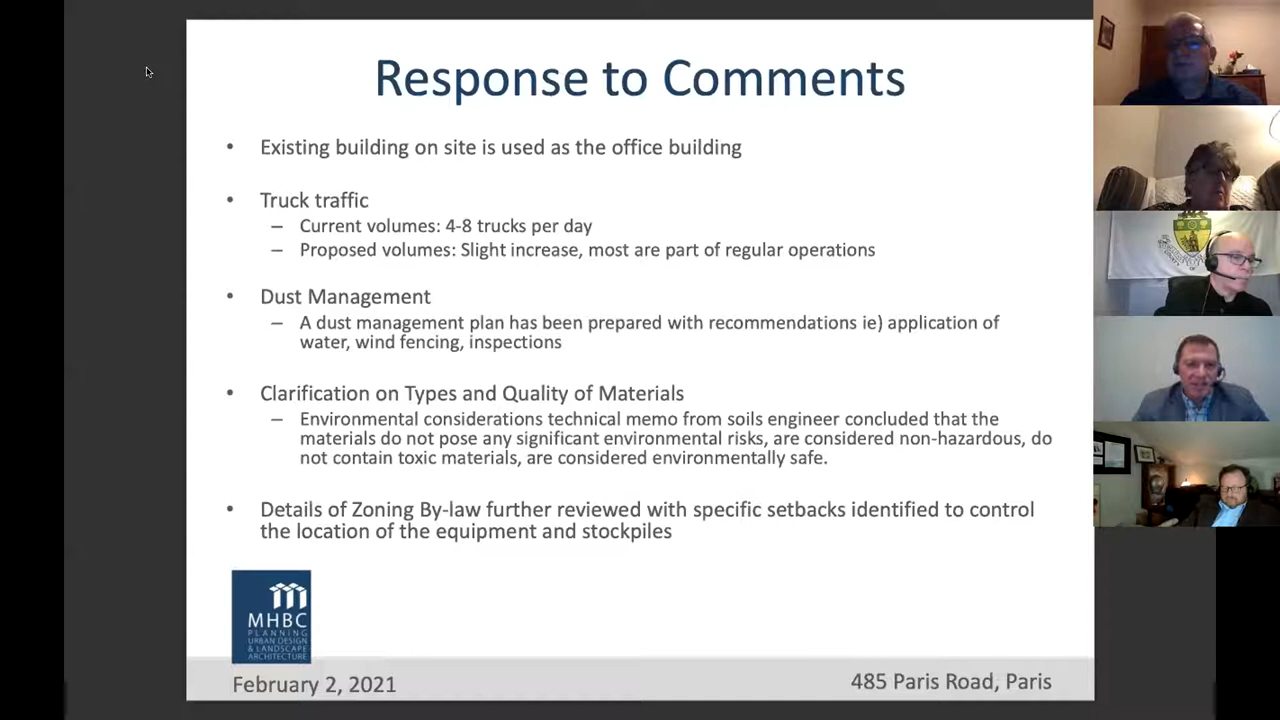 Response to Comments
• Existing building on site is used as the office building
• Truck traffic
– Current volumes: 4-8 trucks per day
– Proposed volumes: Slight increase, most are part of regular operations
• Dust Management
– A dust management plan has been prepared with recommendations ie) application of
water, wind fencing, inspections
• Clarification on Types and Quality of Materials
– Environmental considerations technical memo from soils engineer concluded that the
materials do not pose any significant environmental risks, are considered non-hazardous, do
not contain toxic materials, are considered environmentally safe.
• Details of Zoning By-law further reviewed with specific setbacks identified to control
the location of the equipment and stockpiles
MHBC
PLANNING
URBAN DESIGN
& LANDSCAPE
ARCHITECTURE
February 2, 2021
485 Paris Road, Paris